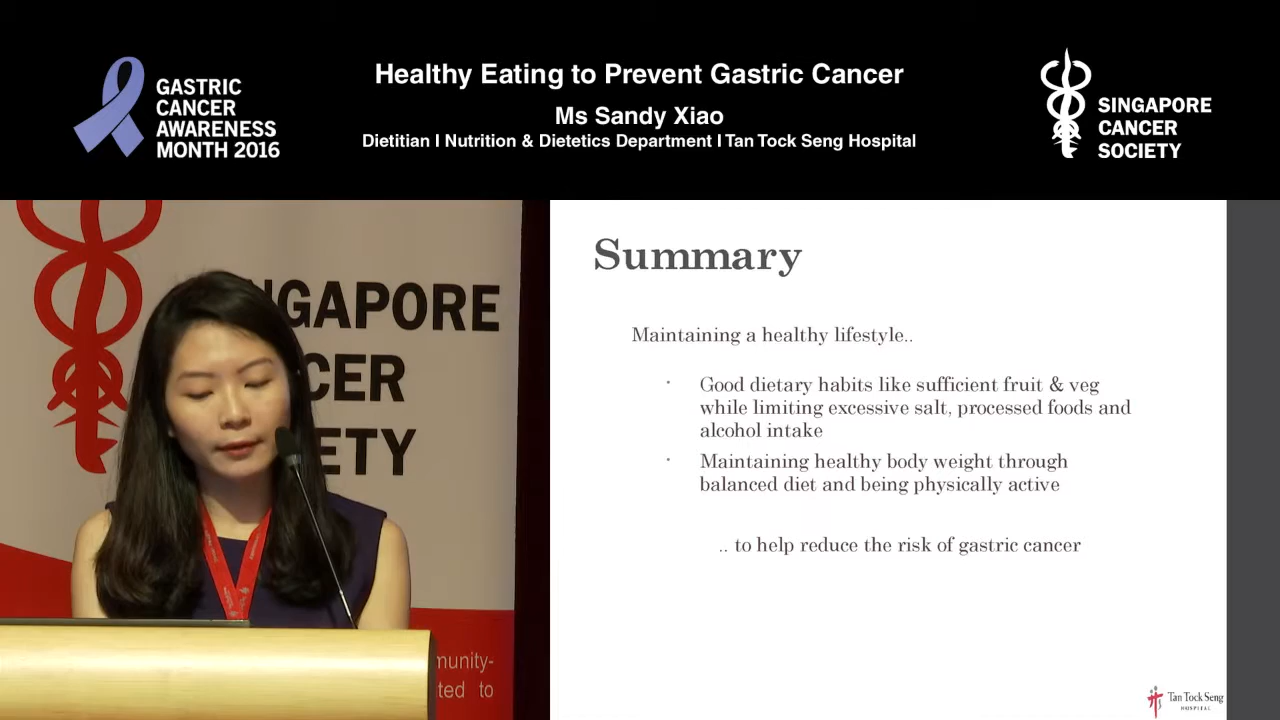 GASTRIC
CANCER
AWARENESS
MONTH 2016
Healthy Eating to Prevent Gastric Cancer
Ms Sandy Xiao
Dietitian I Nutrition & Dietetics Department I Tan Tock Seng Hospital
SINGAPORE
CANCER
SOCIETY
NGAPORE
CER
ETY
munity-
ted to
Summary
Maintaining a healthy lifestyle..
· Good dietary habits like sufficient fruit & veg
while limiting excessive salt, processed foods and
alcohol intake
· Maintaining healthy body weight through
balanced diet and being physically active
.. to help reduce the risk of gastric cancer
Tan Tock Seng
HOSPITAL